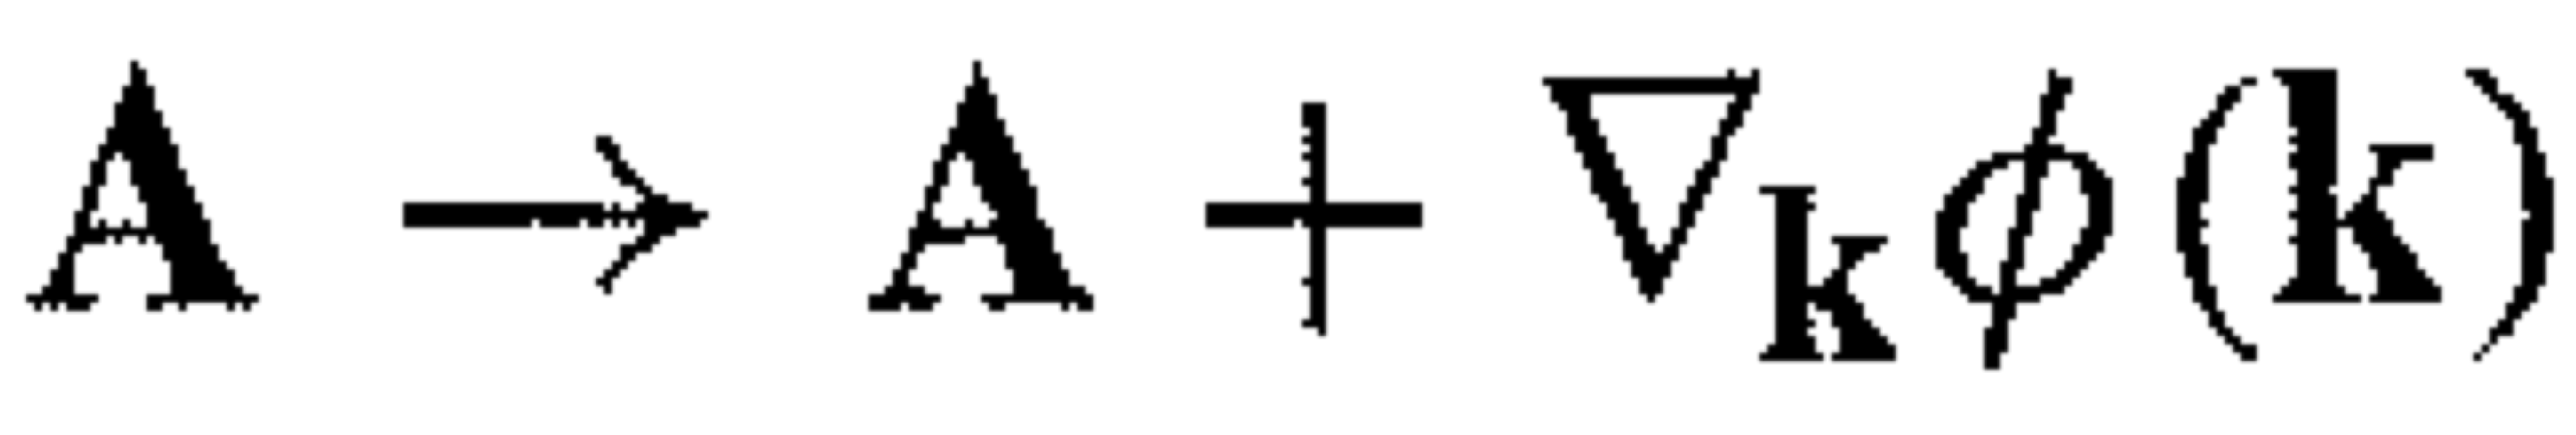 𝐀 → 𝐀 + ∇_𝐤 ϕ(𝐤)